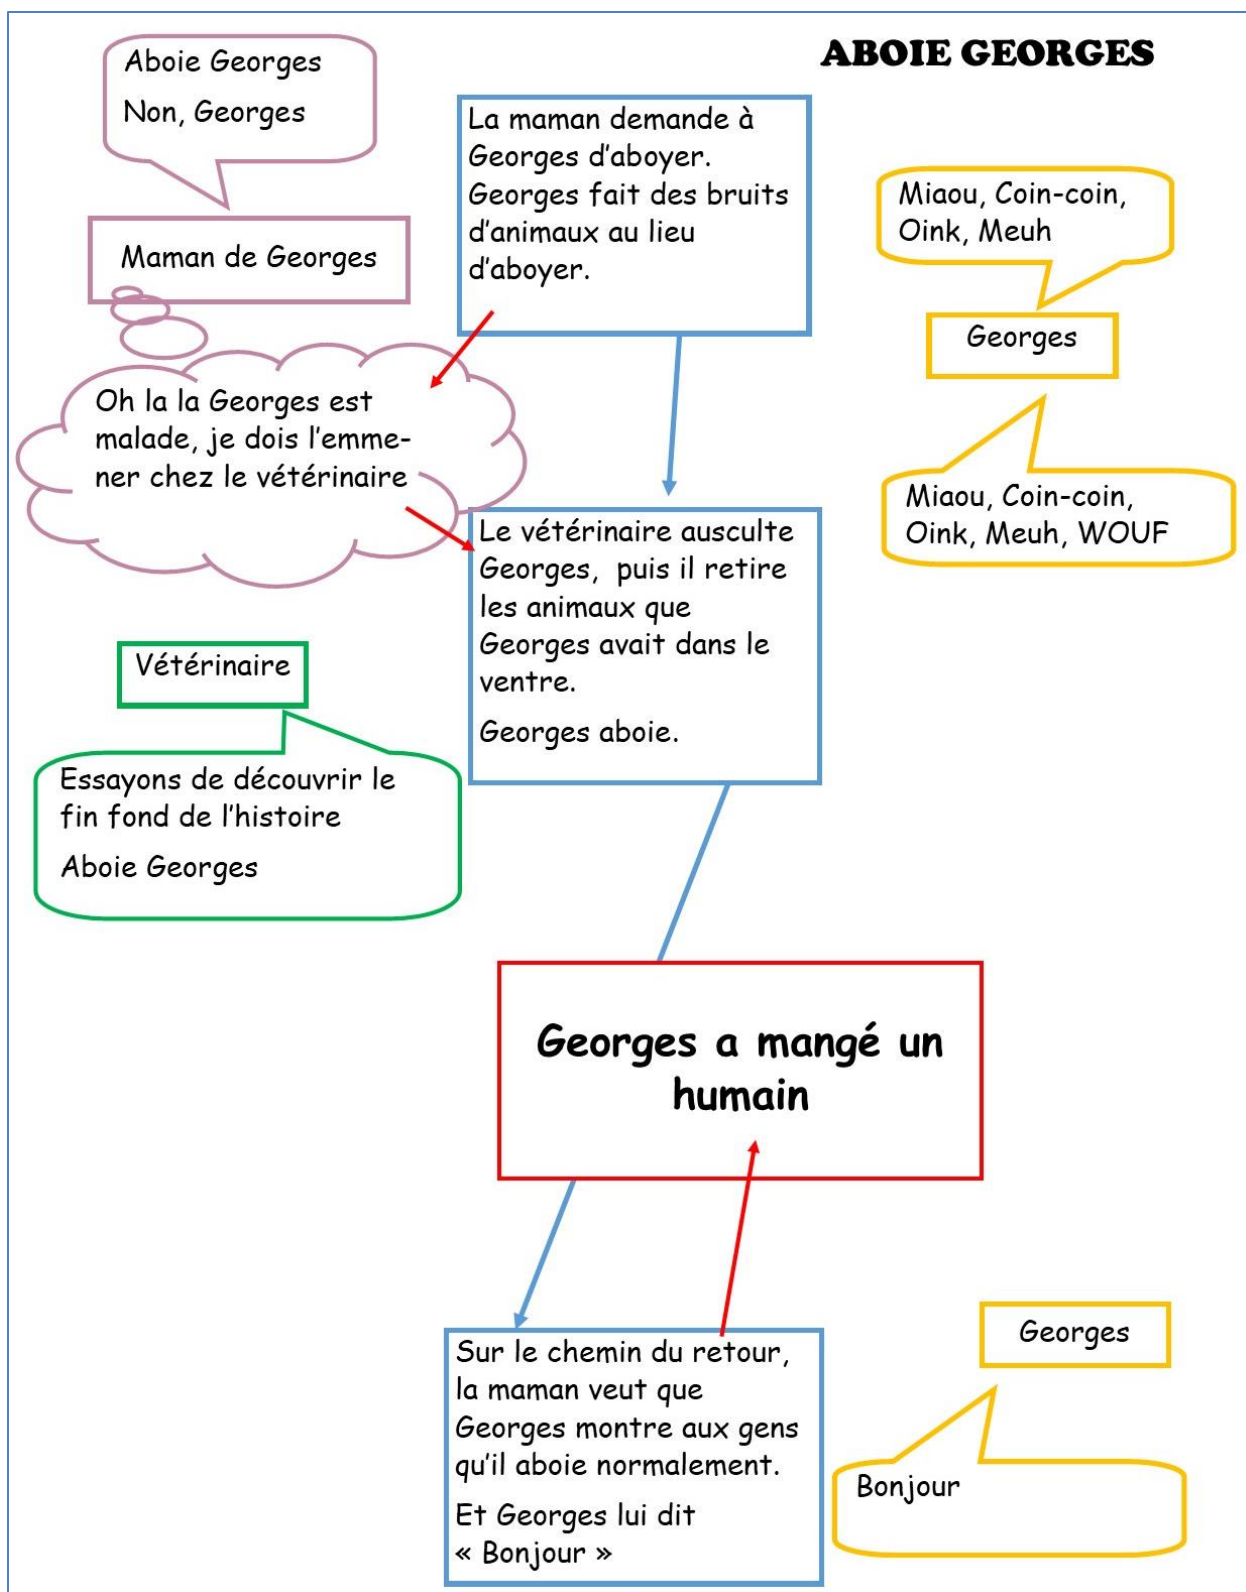 ABOIE GEORGES
Aboie Georges
Non, Georges
Maman de Georges
La maman demande à
Georges d'aboyer.
Georges fait des bruits
d'animaux au lieu
d'aboyer.
Miaou, Coin-coin,
Oink, Meuh
Georges
Oh la la Georges est
malade, je dois l'emme-
ner chez le vétérinaire
Miaou, Coin-coin,
Oink, Meuh, WOUF
Le vétérinaire ausculte
Georges, puis il retire
les animaux que
Georges avait dans le
ventre.
Georges aboie.
Vétérinaire
Essayons de découvrir le
fin fond de l'histoire
Aboie Georges
Georges a mangé un
humain
Sur le chemin du retour,
la maman veut que
Georges montre aux gens
qu'il aboie normalement.
Et Georges lui dit
« Bonjour »
Georges
Bonjour